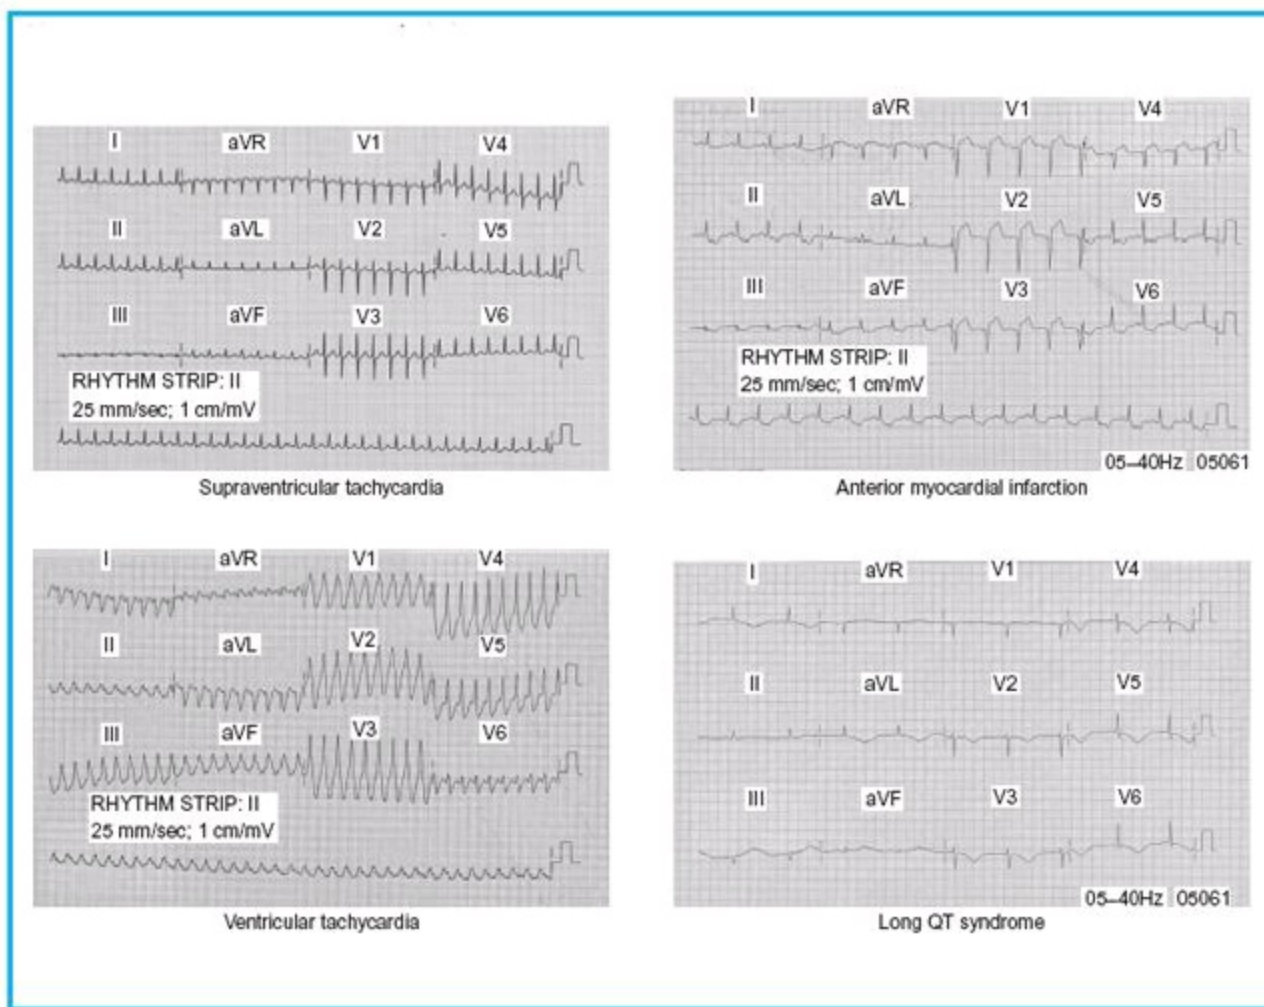 I aVR V1 V4
II aVL V2 V5
III aVF V3 V6
RHYTHM STRIP: II
25 mm/sec; 1 cm/mV
Supraventricular tachycardia
I aVR V1 V4
II aVL V2 V5
III aVF V3 V6
RHYTHM STRIP: II
25 mm/sec; 1 cm/mV
05–40Hz 05061
Anterior myocardial infarction
I aVR V1 V4
II aVL V2 V5
III aVF V3 V6
RHYTHM STRIP: II
25 mm/sec; 1 cm/mV
Ventricular tachycardia
I aVR V1 V4
II aVL V2 V5
III aVF V3 V6
05–40Hz 05061
Long QT syndrome